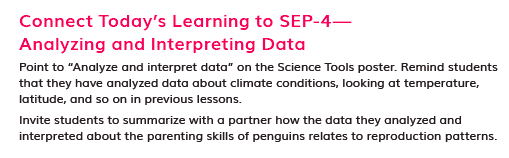 Connect Today's Learning to SEP-4—
Analyzing and Interpreting Data
Point to “Analyze and interpret data” on the Science Tools poster. Remind students
that they have analyzed data about climate conditions, looking at temperature,
latitude, and so on in previous lessons.
Invite students to summarize with a partner how the data they analyzed and
interpreted about the parenting skills of penguins relates to reproduction patterns.